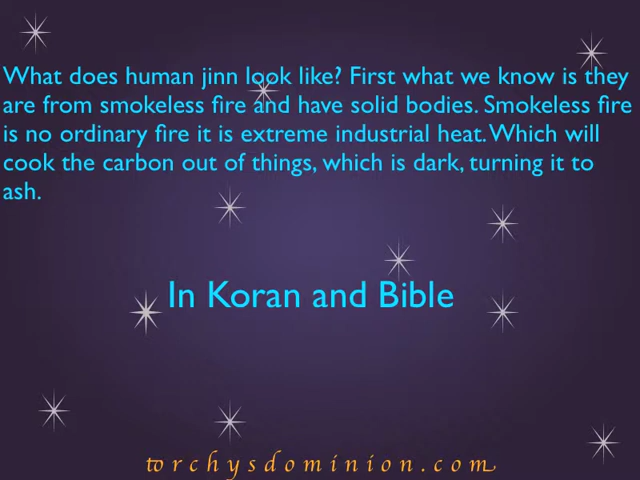 What does human jinn look like? First what we know is they
are from smokeless fire and have solid bodies. Smokeless fire
is no ordinary fire it is extreme industrial heat. Which will
cook the carbon out of things, which is dark, turning it to
ash.
In Koran and Bible
torchysdominion.com